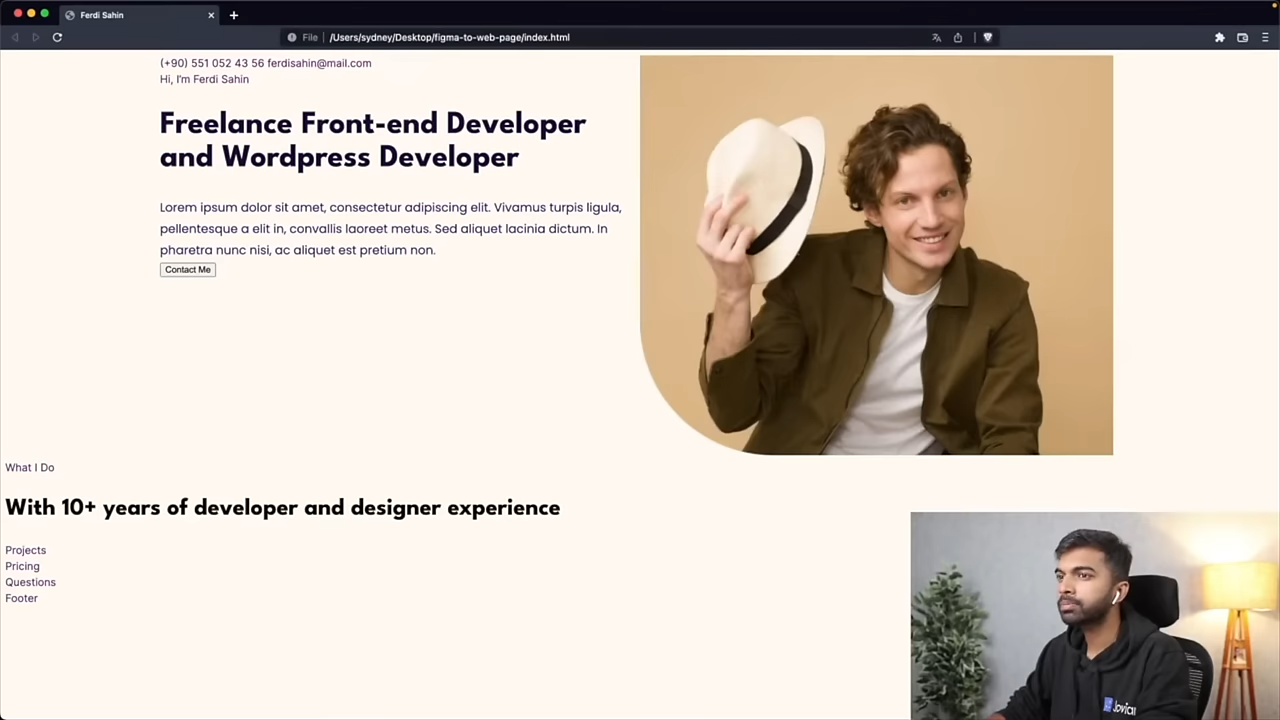 Ferdi Sahin
File
/Users/sydney/Desktop/figma-to-web-page/index.html
(+90) 551 052 43 56 ferdisahin@mail.com
Hi, I'm Ferdi Sahin
Freelance Front-end Developer
and Wordpress Developer
Lorem ipsum dolor sit amet, consectetur adipiscing elit. Vivamus turpis ligula,
pellentesque a elit in, convallis laoreet metus. Sed aliquet lacinia dictum. In
pharetra nunc nisi, ac aliquet est pretium non.
Contact Me
What I Do
With 10+ years of developer and designer experience
Projects
Pricing
Questions
Footer